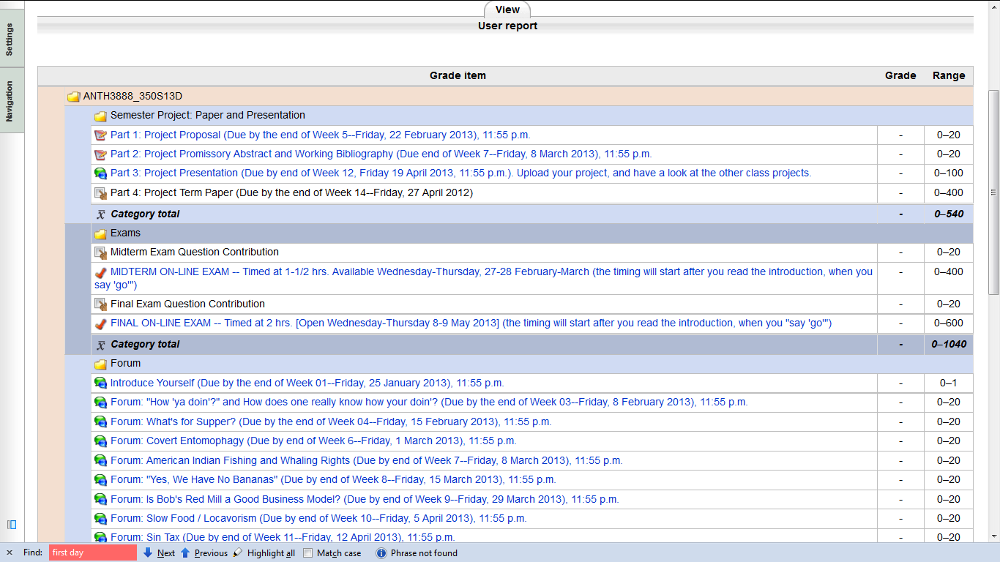 View
User report
Settings
Navigation
Grade item Grade Range
ANTH3888_350S13D
Semester Project: Paper and Presentation
Part 1: Project Proposal (Due by the end of Week 5--Friday, 22 February 2013), 11:55 p.m. - 0–20
Part 2: Project Promissory Abstract and Working Bibliography (Due end of Week 7--Friday, 8 March 2013), 11:55 p.m. - 0–20
Part 3: Project Presentation (Due by end of Week 12, Friday 19 April 2013, 11:55 p.m.). Upload your project, and have a look at the other class projects. - 0–100
Part 4: Project Term Paper (Due by the end of Week 14--Friday, 27 April 2012) - 0–400
x̅ Category total - 0–540
Exams
Midterm Exam Question Contribution - 0–20
MIDTERM ON-LINE EXAM -- Timed at 1-1/2 hrs. Available Wednesday-Thursday, 27-28 February-March (the timing will start after you read the introduction, when you - 0–400
say 'go'")
Final Exam Question Contribution - 0–20
FINAL ON-LINE EXAM -- Timed at 2 hrs. [Open Wednesday-Thursday 8-9 May 2013] (the timing will start after you read the introduction, when you "say 'go'") - 0–600
x̅ Category total - 0–1040
Forum
Introduce Yourself (Due by the end of Week 01--Friday, 25 January 2013), 11:55 p.m. - 0–1
Forum: "How 'ya doin'?" and How does one really know how your doin'? (Due by the end of Week 03--Friday, 8 February 2013), 11:55 p.m. - 0–20
Forum: What's for Supper? (Due by the end of Week 04--Friday, 15 February 2013), 11:55 p.m. - 0–20
Forum: Covert Entomophagy (Due by end of Week 6--Friday, 1 March 2013), 11:55 p.m. - 0–20
Forum: American Indian Fishing and Whaling Rights (Due by end of Week 7--Friday, 8 March 2013), 11:55 p.m. - 0–20
Forum: "Yes, We Have No Bananas" (Due by end of Week 8--Friday, 15 March 2013), 11:55 p.m. - 0–20
Forum: Is Bob's Red Mill a Good Business Model? (Due by end of Week 9--Friday, 29 March 2013), 11:55 p.m. - 0–20
Forum: Slow Food / Locavorism (Due by end of Week 10--Friday, 5 April 2013), 11:55 p.m. - 0–20
Forum: Sin Tax (Due by end of Week 11--Friday, 12 April 2013), 11:55 p.m. - 0–20
× Find: first day Next Previous Highlight all Match case Phrase not found